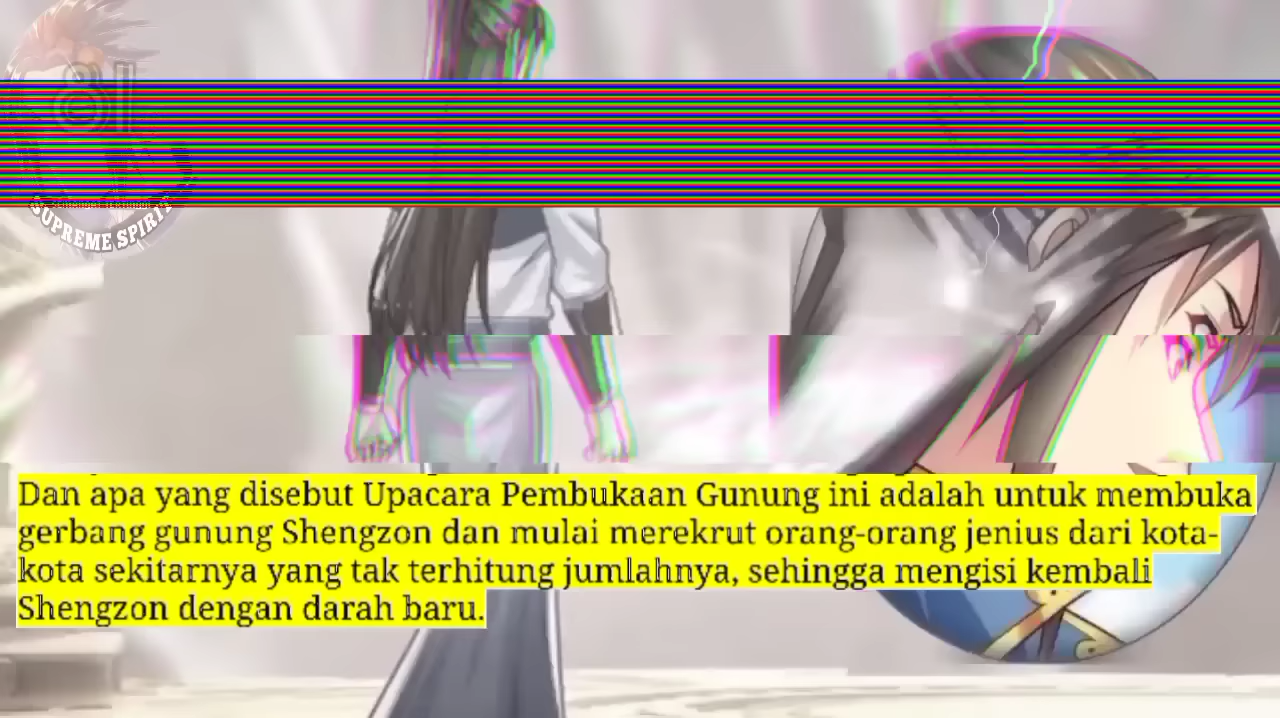 SUPREME SPIRIT
Dan apa yang disebut Upacara Pembukaan Gunung ini adalah untuk membuka
gerbang gunung Shengzon dan mulai merekrut orang-orang jenius dari kota-
kota sekitarnya yang tak terhitung jumlahnya, sehingga mengisi kembali
Shengzon dengan darah baru.